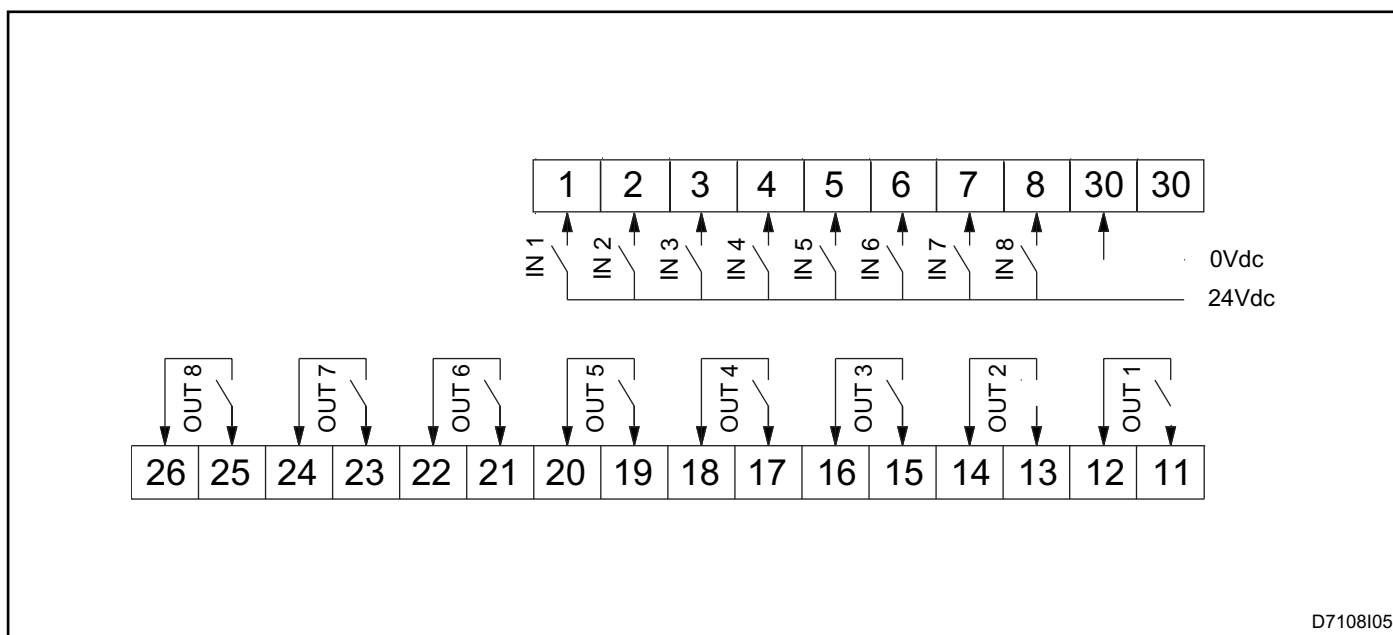 1 2 3 4 5 6 7 8 30 30
IN 1 IN 2 IN 3 IN 4 IN 5 IN 6 IN 7 IN 8
0Vdc
24Vdc
OUT 8 OUT 7 OUT 6 OUT 5 OUT 4 OUT 3 OUT 2 OUT 1
26 25 24 23 22 21 20 19 18 17 16 15 14 13 12 11
D7108I05